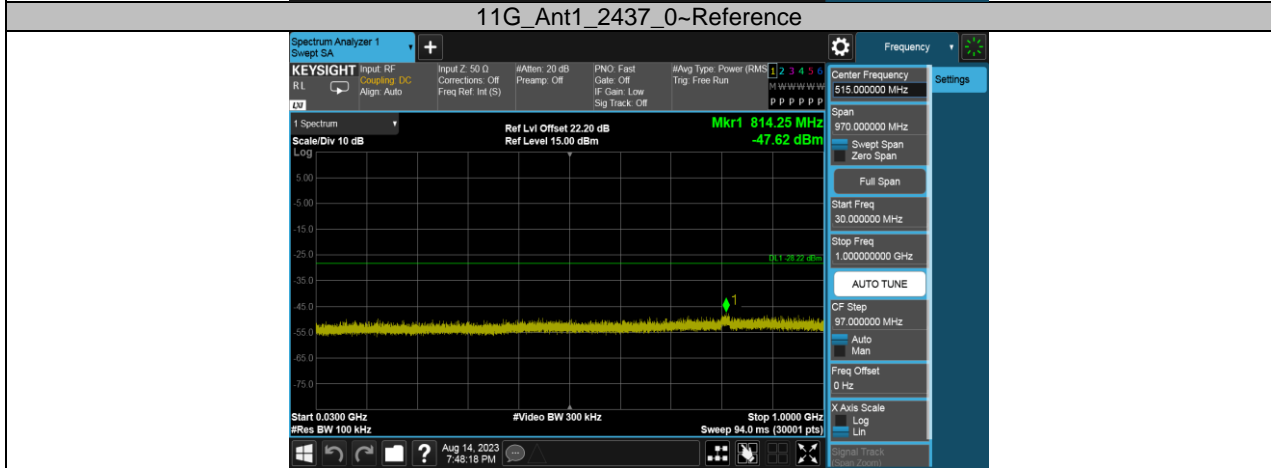 11G_Ant1_2437_0~Reference
Spectrum Analyzer 1
Swept SA
+
Frequency
KEYSIGHT
RL
LXI
Input: RF
Coupling: DC
Align: Auto
Input Z: 50 Ω
Corrections: Off
Freq Ref: Int (S)
#Atten: 20 dB
Preamp: Off
PNO: Fast
Gate: Off
IF Gain: Low
Sig Track: Off
#Avg Type: Power (RMS
Trig: Free Run
1 2 3 4 5 6
M W W W W W
P P P P P P
Center Frequency
515.000000 MHz
Settings
Span
970.000000 MHz
Swept Span
Zero Span
Full Span
Start Freq
30.000000 MHz
Stop Freq
1.000000000 GHz
AUTO TUNE
CF Step
97.000000 MHz
Auto
Man
Freq Offset
0 Hz
X Axis Scale
Log
Lin
Signal Track
(Span Zoom)
1 Spectrum
Scale/Div 10 dB
Log
Ref Lvl Offset 22.20 dB
Ref Level 15.00 dBm
Mkr1 814.25 MHz
-47.62 dBm
5.00
-5.00
-15.0
-25.0
DL1 -28.22 dBm
-35.0
1
-45.0
-55.0
-65.0
-75.0
Start 0.0300 GHz
#Res BW 100 kHz
#Video BW 300 kHz
Stop 1.0000 GHz
Sweep 94.0 ms (30001 pts)
?
Aug 14, 2023
7:48:18 PM